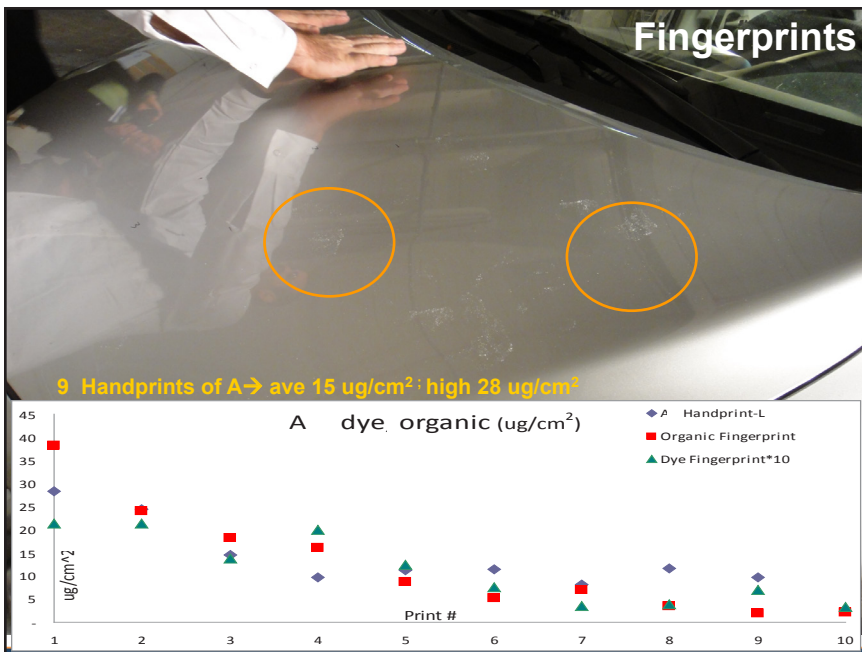 Fingerprints
9 Handprints of A→ ave 15 ug/cm² ; high 28 ug/cm²
A dye, organic (ug/cm²)
A Handprint-L
Organic Fingerprint
Dye Fingerprint*10
45
40
35
30
25
20
15
10
5
-
ug/cm^2
Print #
1 2 3 4 5 6 7 8 9 10